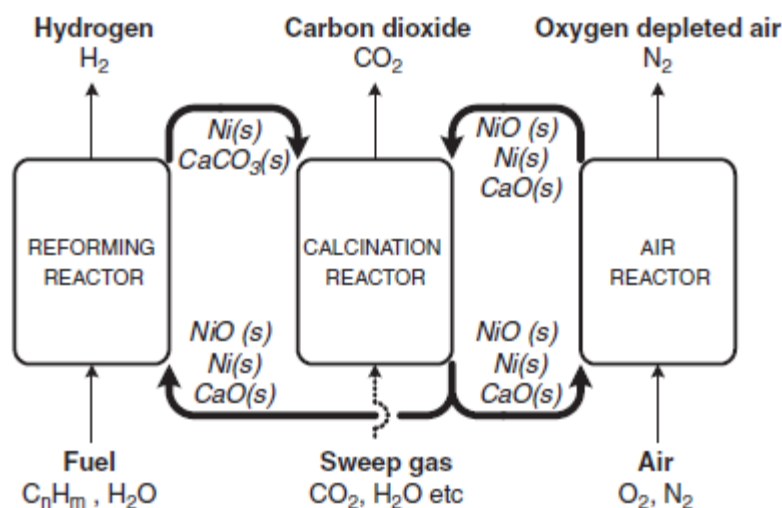 Hydrogen
H₂
Carbon dioxide
CO₂
Oxygen depleted air
N₂
Ni(s)
CaCO₃(s)
NiO (s)
Ni(s)
CaO(s)
REFORMING
REACTOR
CALCINATION
REACTOR
AIR
REACTOR
NiO (s)
Ni(s)
CaO(s)
NiO (s)
Ni(s)
CaO(s)
Fuel
CₙHₘ , H₂O
Sweep gas
CO₂, H₂O etc
Air
O₂, N₂